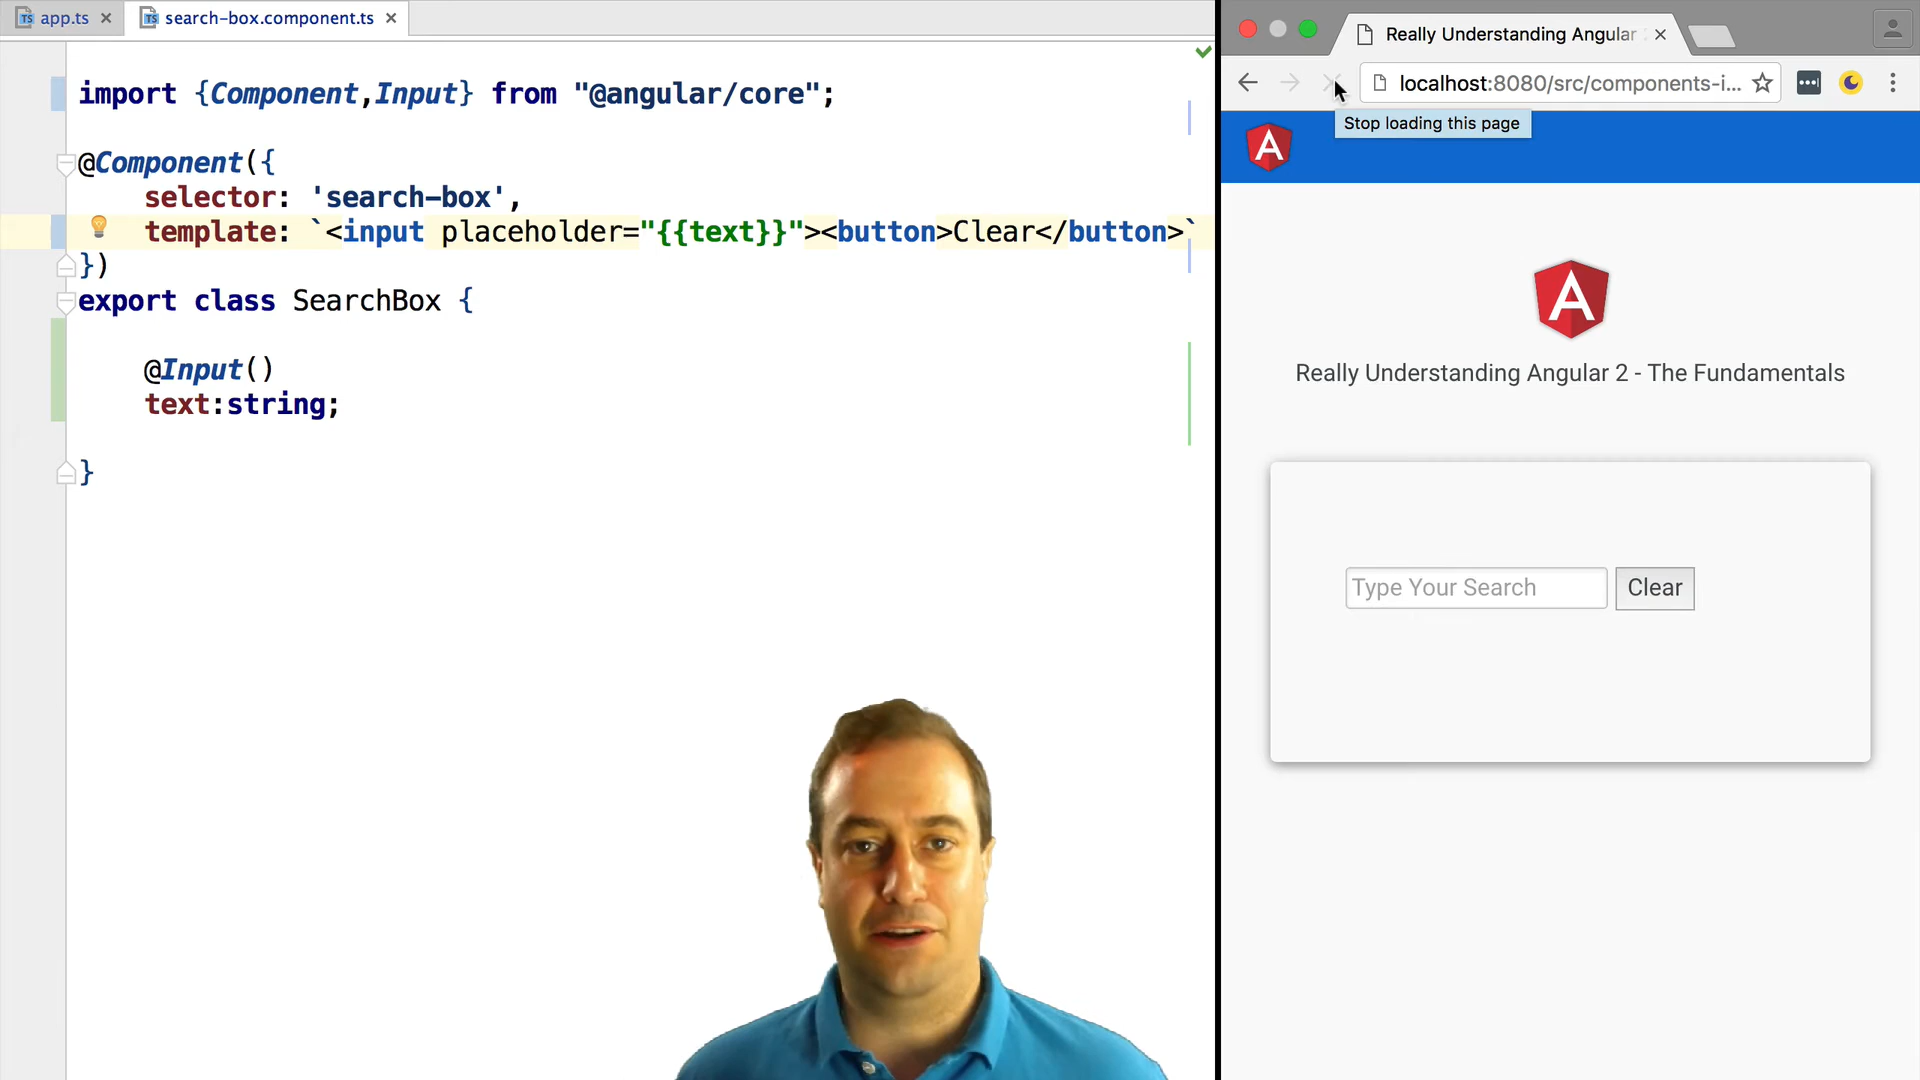 app.ts
search-box.component.ts
import {Component,Input} from "@angular/core";
@Component({
selector: 'search-box',
template: `<input placeholder="{{text}}"><button>Clear</button>`
})
export class SearchBox {
@Input()
text:string;
}
Really Understanding Angular
localhost:8080/src/components-i...
Stop loading this page
Really Understanding Angular 2 - The Fundamentals
Type Your Search
Clear